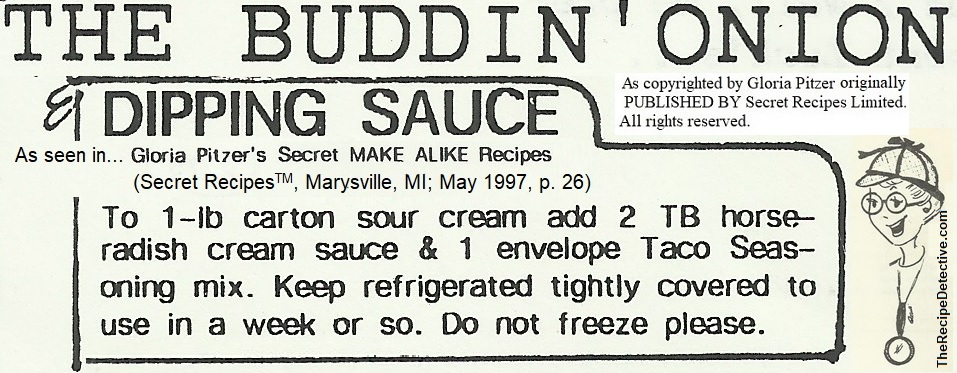 THE BUDDIN' ONION
& DIPPING SAUCE
As copyrighted by Gloria Pitzer originally
PUBLISHED BY Secret Recipes Limited.
All rights reserved.
As seen in... Gloria Pitzer's Secret MAKE ALIKE Recipes
(Secret Recipes™, Marysville, MI; May 1997, p. 26)
To 1-lb carton sour cream add 2 TB horse-
radish cream sauce & 1 envelope Taco Seas-
oning mix. Keep refrigerated tightly covered to
use in a week or so. Do not freeze please.
TheRecipeDetective.com